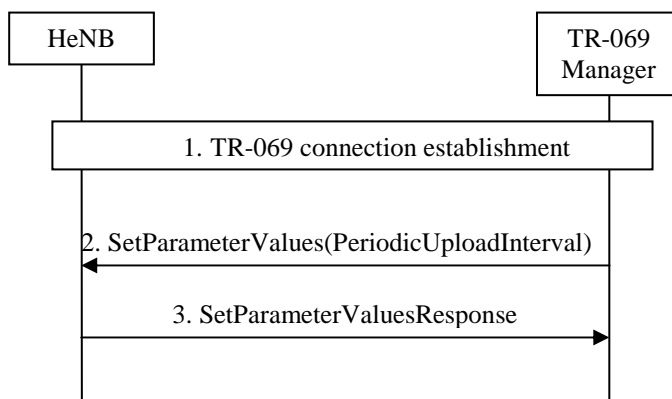 HeNB
TR-069
Manager
1. TR-069 connection establishment
2. SetParameterValues(PeriodicUploadInterval)
3. SetParameterValuesResponse